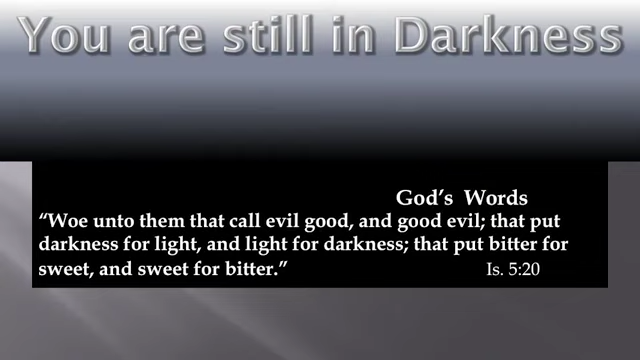 You are still in Darkness
God's Words
“Woe unto them that call evil good, and good evil; that put
darkness for light, and light for darkness; that put bitter for
sweet, and sweet for bitter.” Is. 5:20